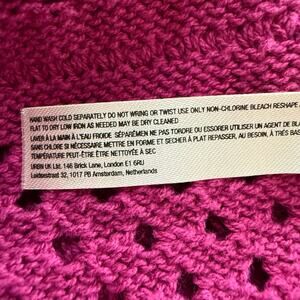 HAND WASH COLD SEPARATELY DO NOT WRING OR TWIST USE ONLY NON-CHLORINE BLEACH RESHAPE
FLAT TO DRY LOW IRON AS NEEDED MAY BE DRY CLEANED
LAVER À LA MAIN À L'EAU FROIDE SÉPARÉMÉN NE PAS TORDRE OU ESSORER UTILISER UN AGENT DE BLA
SANS CHLORE SI NÉCESSAIRE METTRE EN FORME ET SECHER À PLAT REPASSER, AU BESOIN, À TRÈS BAS
TEMPÉRATURE PEUT-ÊTRE ÊTRE NETTOYÉE À SEC
URBN UK Ltd. 146 Brick Lane, London E1 6RU
Leidsestraat 32, 1017 PB Amsterdam, Netherlands